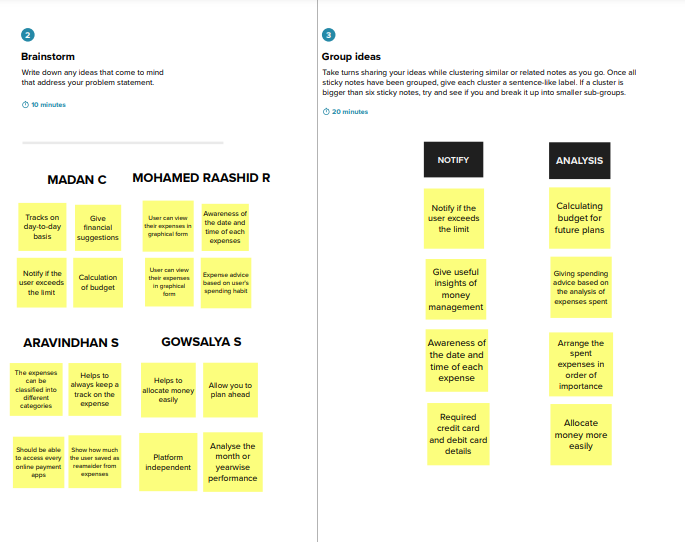 2
Brainstorm
Write down any ideas that come to mind
that address your problem statement.
10 minutes
MADAN C
Tracks on
day-to-day
basis
Give
financial
suggestions
Notify if the
user exceeds
the limit
Calculation
of budget
MOHAMED RAASHID R
User can view
their expenses in
graphical form
Awareness of
the date and
time of each
expenses
User can view
their expenses
in graphical
form
Expense advice
based on user's
spending habit
ARAVINDHAN S
The expenses
can be
classified into
different
categories
Helps to
always keep a
track on the
expense
Should be able
to access every
online payment
apps
Show how much
the user saved as
reamaider from
expenses
GOWSALYA S
Helps to
allocate money
easily
Allow you to
plan ahead
Platform
independent
Analyse the
month or
yearwise
performance
3
Group ideas
Take turns sharing your ideas while clustering similar or related notes as you go. Once all
sticky notes have been grouped, give each cluster a sentence-like label. If a cluster is
bigger than six sticky notes, try and see if you and break it up into smaller sub-groups.
20 minutes
NOTIFY
Notify if the
user exceeds
the limit
Give useful
insights of
money
management
Awareness of
the date and
time of each
expense
Required
credit card
and debit card
details
ANALYSIS
Calculating
budget for
future plans
Giving spending
advice based on
the analysis of
expenses spent
Arrange the
spent
expenses in
order of
importance
Allocate
money more
easily